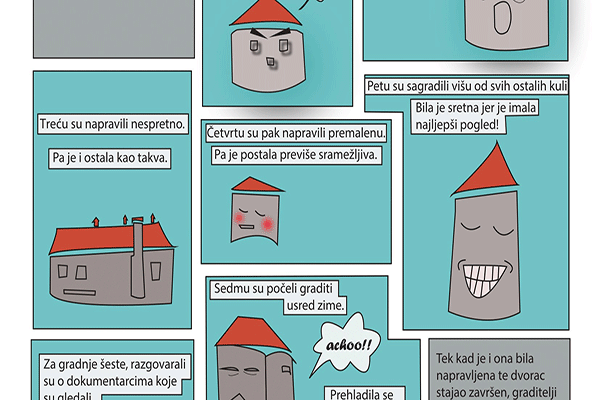 Treću su napravili nespretno.
Pa je i ostala kao takva.
Četvrtu su pak napravili premalenu.
Pa je postala previše sramežljiva.
Petu su sagradili višu od svih ostalih kuli
Bila je sretna jer je imala
najljepši pogled!
Za gradnje šeste, razgovarali
su o dokumentarcima koje
su gledali
Sedmu su počeli graditi
usred zime.
achoo!!
Prehladila se
Tek kad je i ona bila
napravljena te dvorac
stajao završen, graditelji